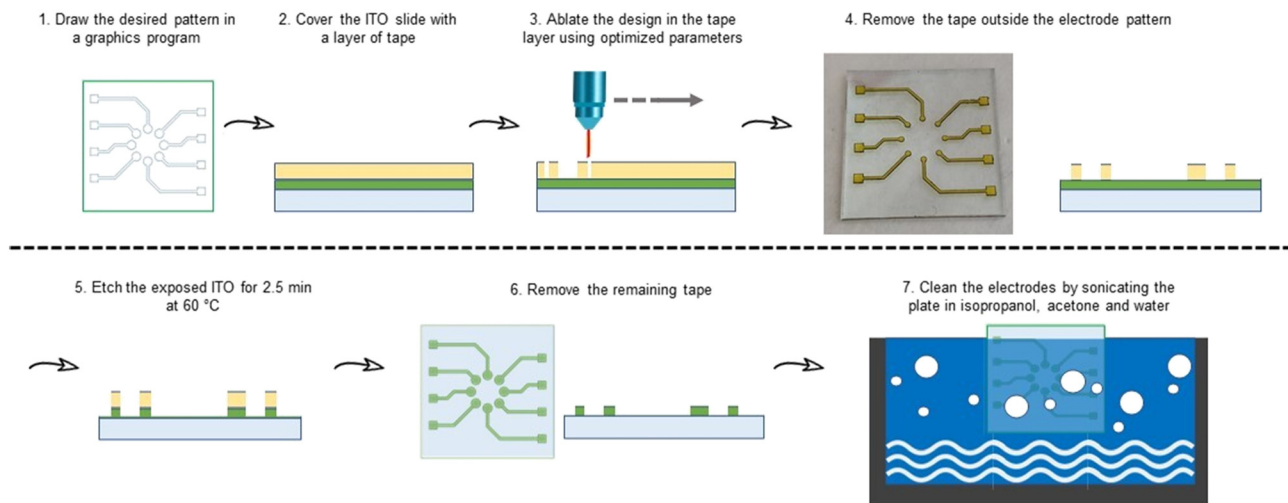 1. Draw the desired pattern in
a graphics program
2. Cover the ITO slide with
a layer of tape
3. Ablate the design in the tape
layer using optimized parameters
4. Remove the tape outside the electrode pattern
5. Etch the exposed ITO for 2.5 min
at 60 °C
6. Remove the remaining tape
7. Clean the electrodes by sonicating the
plate in isopropanol, acetone and water